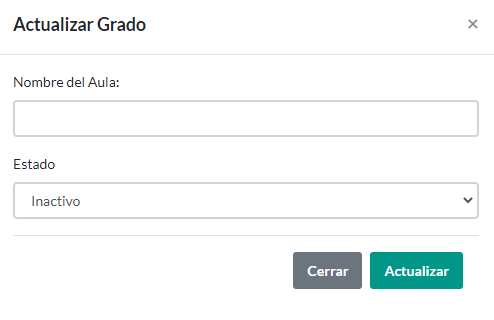 Actualizar Grado ×
Nombre del Aula:
Estado
Inactivo
Cerrar Actualizar